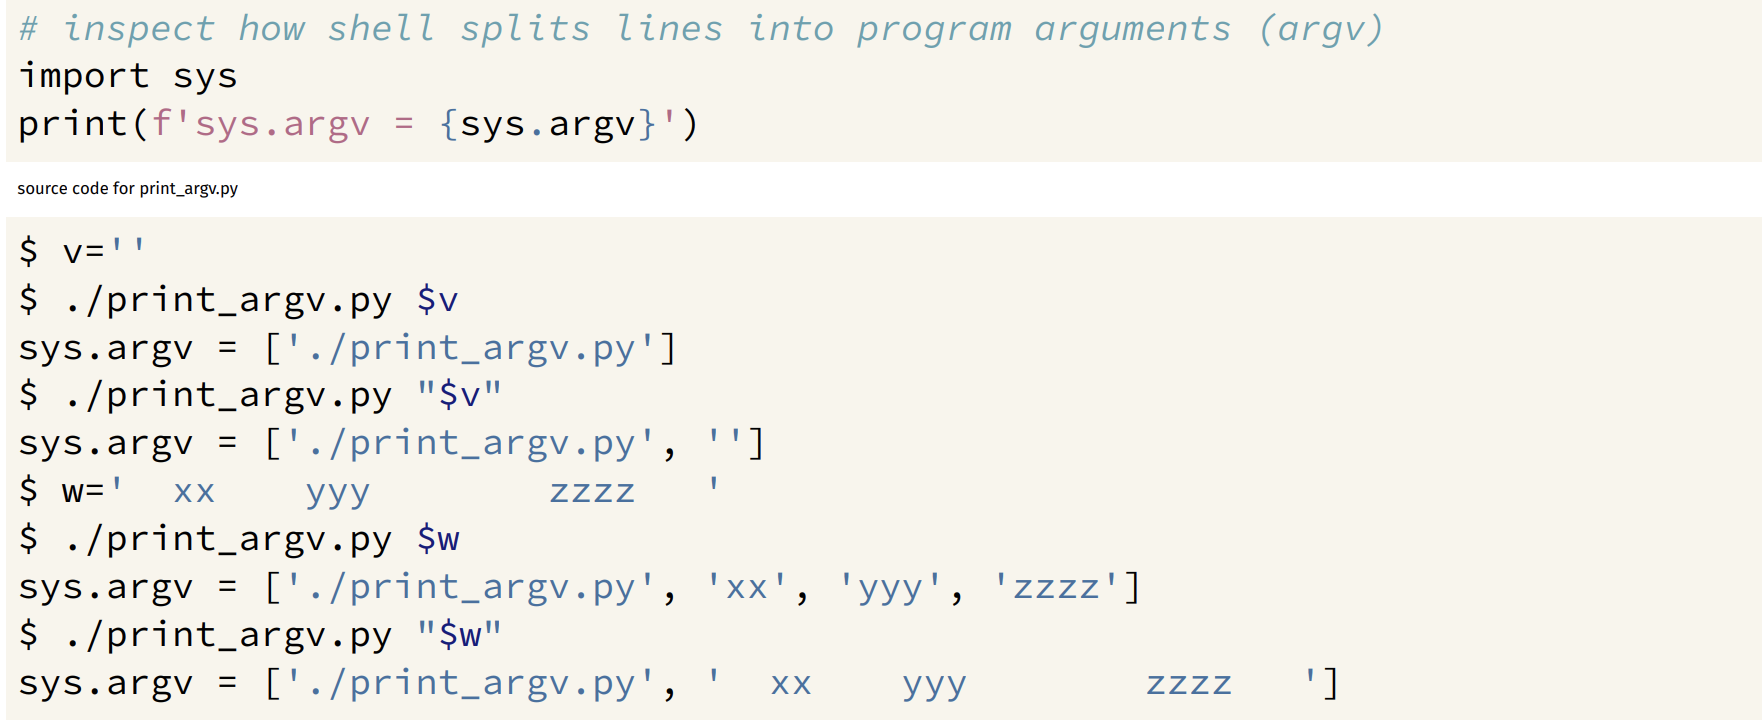 # inspect how shell splits lines into program arguments (argv)
import sys
print(f'sys.argv = {sys.argv}')
source code for print_argv.py
$ v=''
$ ./print_argv.py $v
sys.argv = ['./print_argv.py']
$ ./print_argv.py "$v"
sys.argv = ['./print_argv.py', '']
$ w='  xx    yyy        zzzz   '
$ ./print_argv.py $w
sys.argv = ['./print_argv.py', 'xx', 'yyy', 'zzzz']
$ ./print_argv.py "$w"
sys.argv = ['./print_argv.py', '  xx    yyy        zzzz   ']